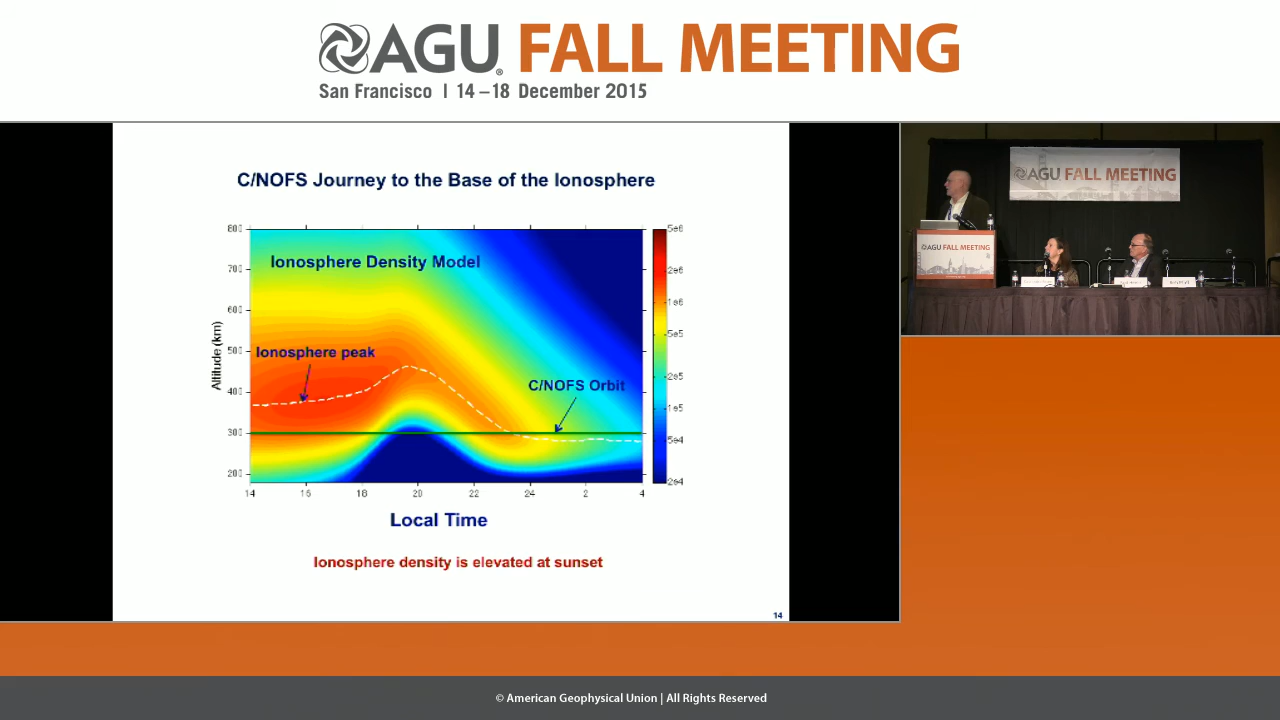 AGU FALL MEETING
San Francisco | 14–18 December 2015
C/NOFS Journey to the Base of the Ionosphere
Ionosphere Density Model
Ionosphere peak
C/NOFS Orbit
Altitude (km)
800
700
600
500
400
300
200
14
16
18
20
22
24
2
4
5e6
2e6
1e6
5e5
2e5
1e5
5e4
2e4
Local Time
Ionosphere density is elevated at sunset
14
AGU FALL MEETING
AGU FALL MEETING
© American Geophysical Union | All Rights Reserved